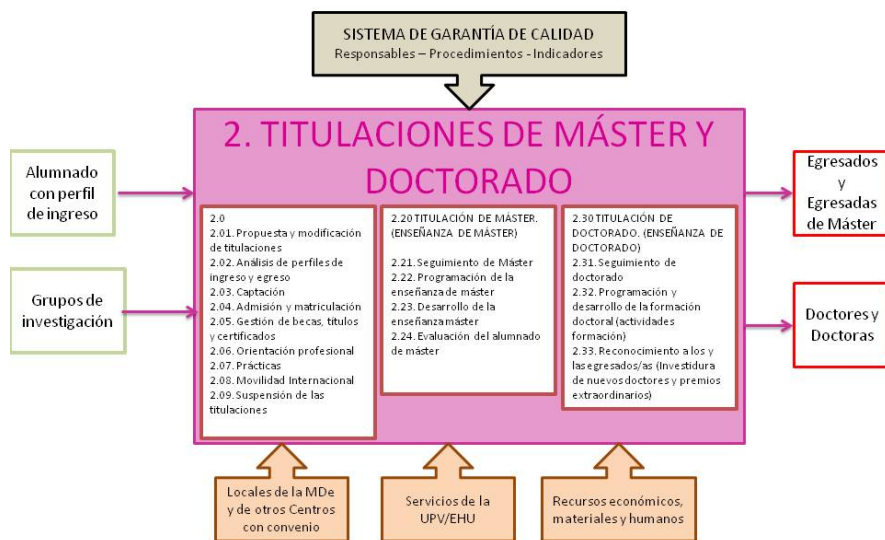 SISTEMA DE GARANTÍA DE CALIDAD
Responsables – Procedimientos - Indicadores
2. TITULACIONES DE MÁSTER Y
DOCTORADO
Alumnado
con perfil
de ingreso
Grupos de
investigación
2.0
2.01. Propuesta y modificación
de titulaciones
2.02. Análisis de perfiles de
ingreso y egreso
2.03. Captación
2.04. Admisión y matriculación
2.05. Gestión de becas, títulos
y certificados
2.06. Orientación profesional
2.07. Prácticas
2.08. Movilidad Internacional
2.09. Suspensión de las
titulaciones
2.20 TITULACIÓN DE MÁSTER.
(ENSEÑANZA DE MÁSTER)
2.21. Seguimiento de Máster
2.22. Programación de la
enseñanza de máster
2.23. Desarrollo de la
enseñanza máster
2.24. Evaluación del alumnado
de máster
2.30 TITULACIÓN DE
DOCTORADO. (ENSEÑANZA DE
DOCTORADO)
2.31. Seguimiento de
doctorado
2.32. Programación y
desarrollo de la formación
doctoral (actividades
formación)
2.33. Reconocimiento a los y
las egresados/as (Investidura
de nuevos doctores y premios
extraordinarios)
Egresados
y
Egresadas
de Máster
Doctores y
Doctoras
Locales de la MDe
y de otros Centros
con convenio
Servicios de la
UPV/EHU
Recursos económicos,
materiales y humanos